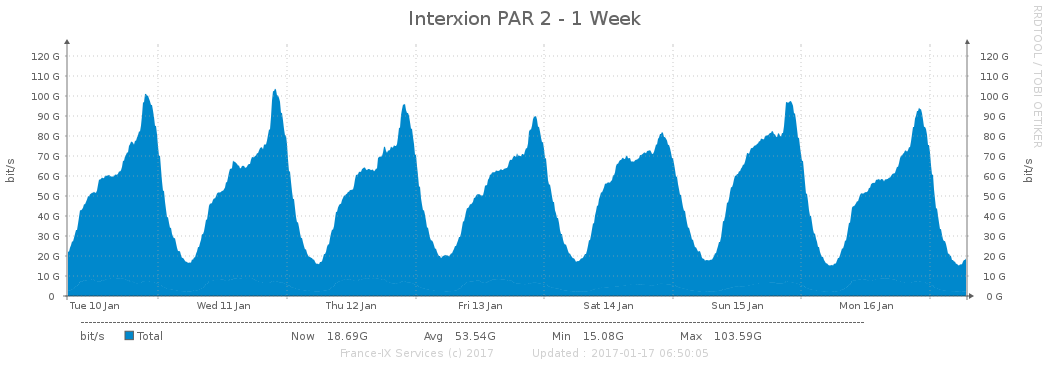 Interxion PAR 2 - 1 Week
RRDTOOL / TOBI OETIKER
bit/s
120 G
110 G
100 G
90 G
80 G
70 G
60 G
50 G
40 G
30 G
20 G
10 G
0
120 G
110 G
100 G
90 G
80 G
70 G
60 G
50 G
40 G
30 G
20 G
10 G
0 G
bit/s
Tue 10 Jan Wed 11 Jan Thu 12 Jan Fri 13 Jan Sat 14 Jan Sun 15 Jan Mon 16 Jan
bit/s Total Now 18.69G Avg 53.54G Min 15.08G Max 103.59G
France-IX Services (c) 2017 Updated : 2017-01-17 06:50:05